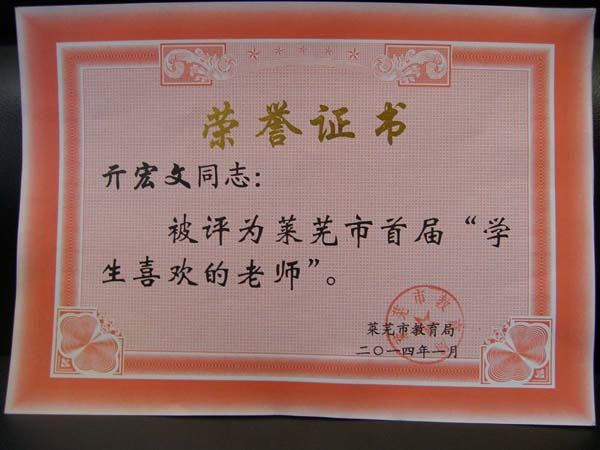 荣誉证书
亓宏文同志：
被评为莱芜市首届“学
生喜欢的老师”。
莱芜市教育局
二〇一四年一月